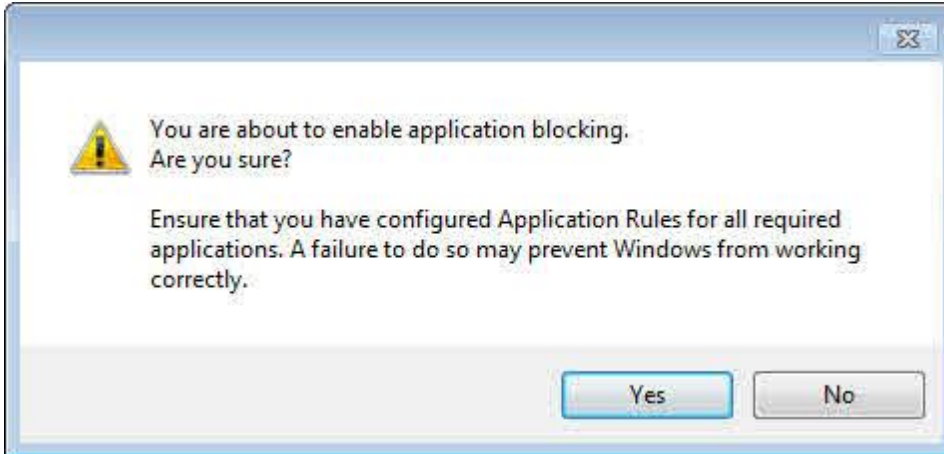 You are about to enable application blocking.
Are you sure?
Ensure that you have configured Application Rules for all required
applications. A failure to do so may prevent Windows from working
correctly.
Yes
No